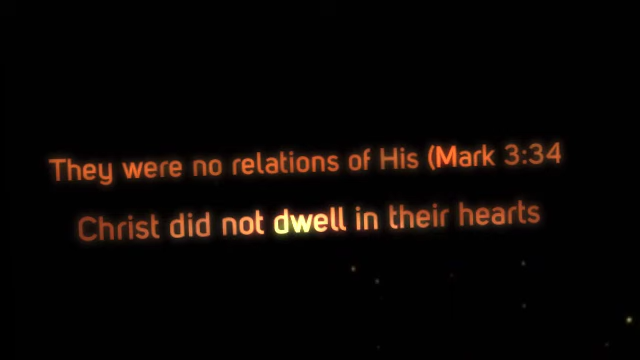 They were no relations of His (Mark 3:34
Christ did not dwell in their hearts